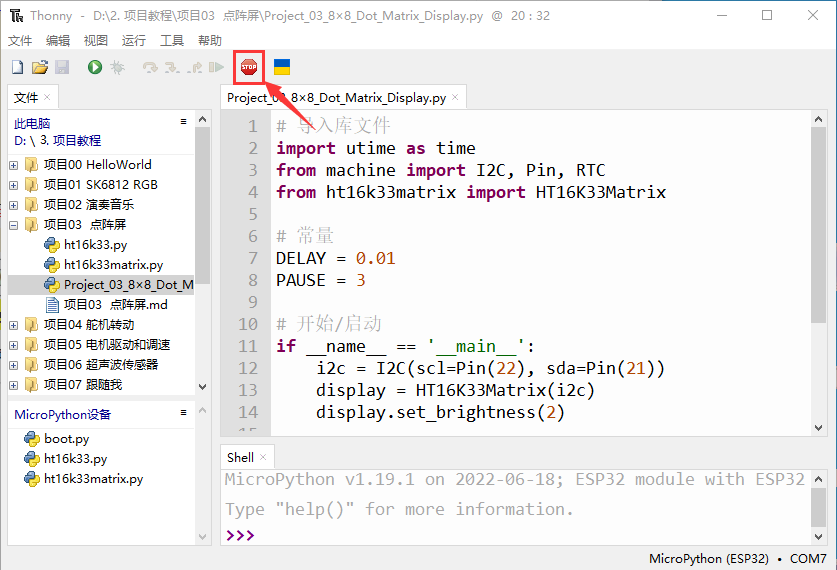 Thonny - D:\2. 项目教程\项目03 点阵屏\Project_03_8×8_Dot_Matrix_Display.py @ 20 : 32
文件 编辑 视图 运行 工具 帮助
STOP
文件 ×
此电脑
D: \ 3. 项目教程
项目00 HelloWorld
项目01 SK6812 RGB
项目02 演奏音乐
项目03 点阵屏
ht16k33.py
ht16k33matrix.py
Project_03_8×8_Dot_M
项目03 点阵屏.md
项目04 舵机转动
项目05 电机驱动和调速
项目06 超声波传感器
项目07 跟随我
MicroPython设备
boot.py
ht16k33.py
ht16k33matrix.py
Project_03_8×8_Dot_Matrix_Display.py ×
1 # 导入库文件
2 import utime as time
3 from machine import I2C, Pin, RTC
4 from ht16k33matrix import HT16K33Matrix
5
6 # 常量
7 DELAY = 0.01
8 PAUSE = 3
9
10 # 开始/启动
11 if __name__ == '__main__':
12 i2c = I2C(scl=Pin(22), sda=Pin(21))
13 display = HT16K33Matrix(i2c)
14 display.set_brightness(2)
Shell ×
MicroPython v1.19.1 on 2022-06-18; ESP32 module with ESP32
Type "help()" for more information.
>>>
MicroPython (ESP32) • COM7